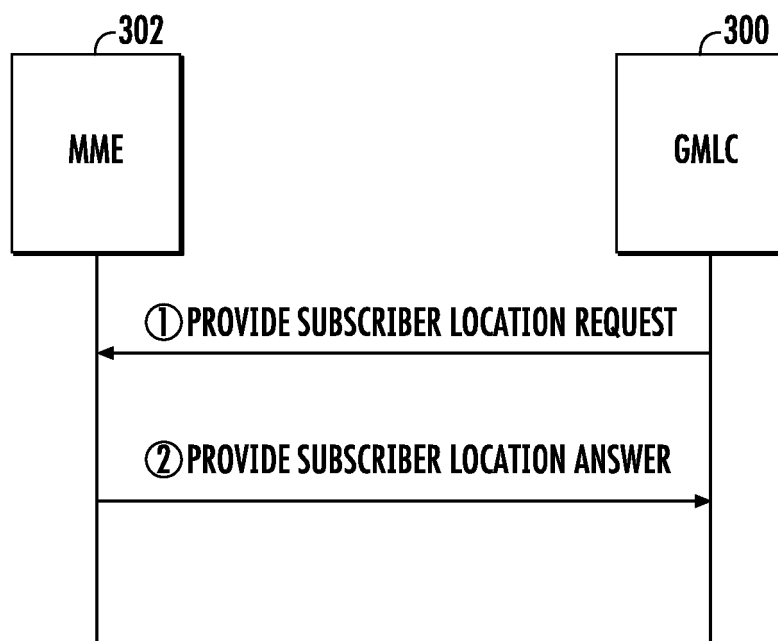 302
300
MME
GMLC
① PROVIDE SUBSCRIBER LOCATION REQUEST
② PROVIDE SUBSCRIBER LOCATION ANSWER